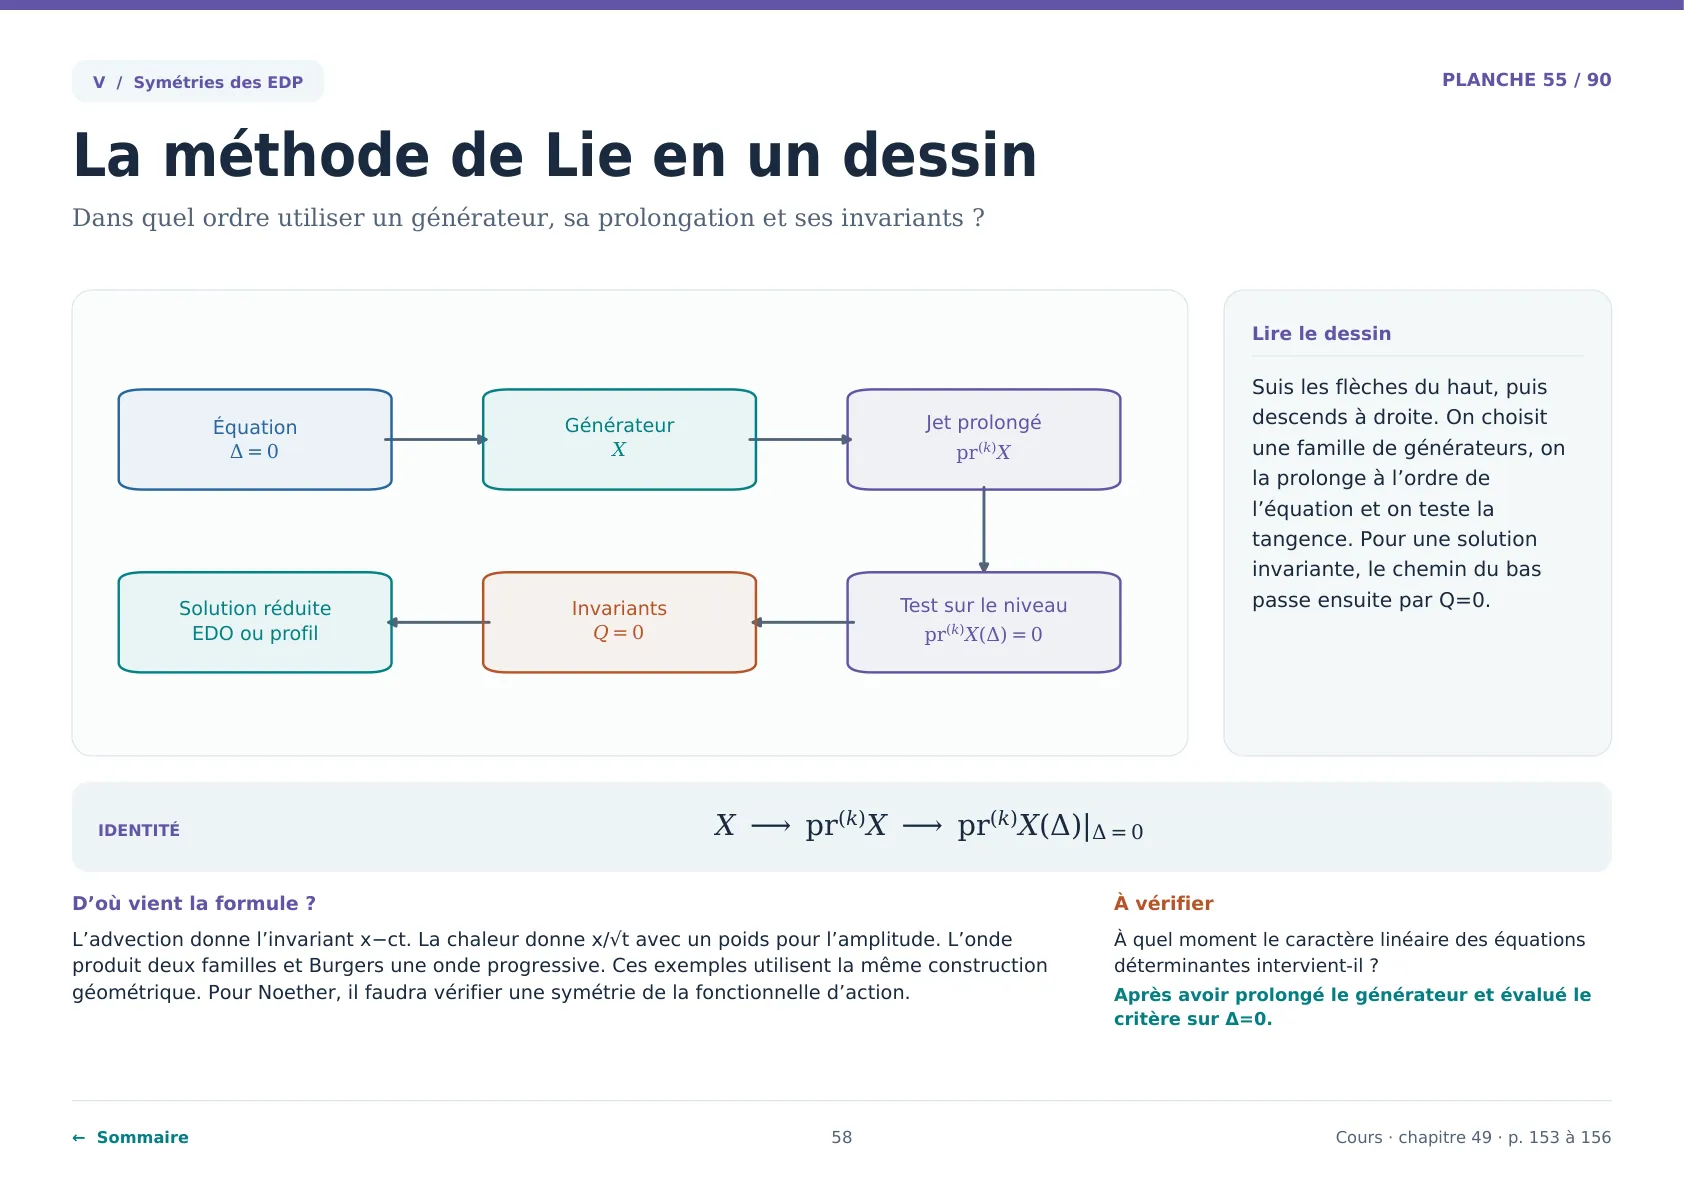 V / Symétries des EDP
PLANCHE 55 / 90
La méthode de Lie en un dessin
Dans quel ordre utiliser un générateur, sa prolongation et ses invariants ?
Équation
Δ = 0
Générateur
X
Jet prolongé
pr⁽ᵏ⁾X
Solution réduite
EDO ou profil
Invariants
Q = 0
Test sur le niveau
pr⁽ᵏ⁾X(Δ) = 0
Lire le dessin
Suis les flèches du haut, puis
descends à droite. On choisit
une famille de générateurs, on
la prolonge à l’ordre de
l’équation et on teste la
tangence. Pour une solution
invariante, le chemin du bas
passe ensuite par Q=0.
IDENTITÉ
X ⟶ pr⁽ᵏ⁾X ⟶ pr⁽ᵏ⁾X(Δ)|Δ = 0
D’où vient la formule ?
L’advection donne l’invariant x−ct. La chaleur donne x/√t avec un poids pour l’amplitude. L’onde
produit deux familles et Burgers une onde progressive. Ces exemples utilisent la même construction
géométrique. Pour Noether, il faudra vérifier une symétrie de la fonctionnelle d’action.
À vérifier
À quel moment le caractère linéaire des équations
déterminantes intervient-il ?
Après avoir prolongé le générateur et évalué le
critère sur Δ=0.
← Sommaire
58
Cours · chapitre 49 · p. 153 à 156